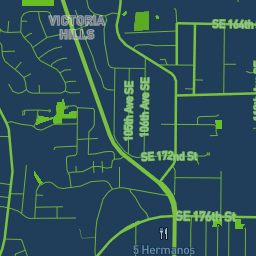 VICTORIA
HILLS
SE 164th
105th Ave SE
106th Ave SE
SE 172nd St
SE 176th St
5 Hermanos